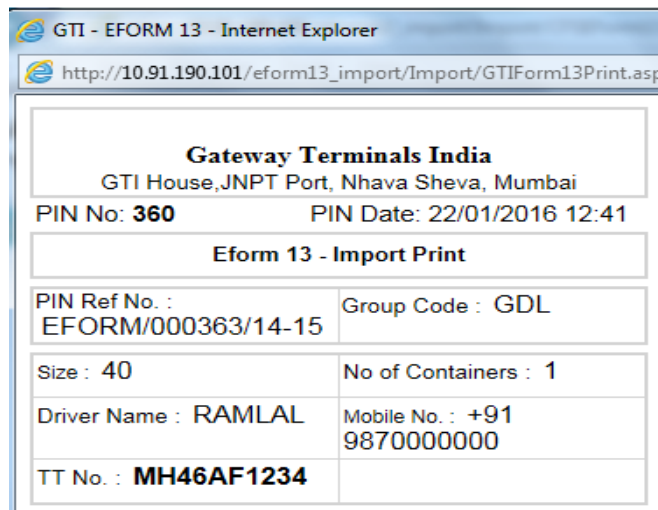 GTI - EFORM 13 - Internet Explorer
http://10.91.190.101/eform13_import/Import/GTIForm13Print.asp
Gateway Terminals India
GTI House,JNPT Port, Nhava Sheva, Mumbai
PIN No: 360 PIN Date: 22/01/2016 12:41
Eform 13 - Import Print
PIN Ref No. : Group Code : GDL
EFORM/000363/14-15
Size : 40 No of Containers : 1
Driver Name : RAMLAL Mobile No. : +91
9870000000
TT No. : MH46AF1234